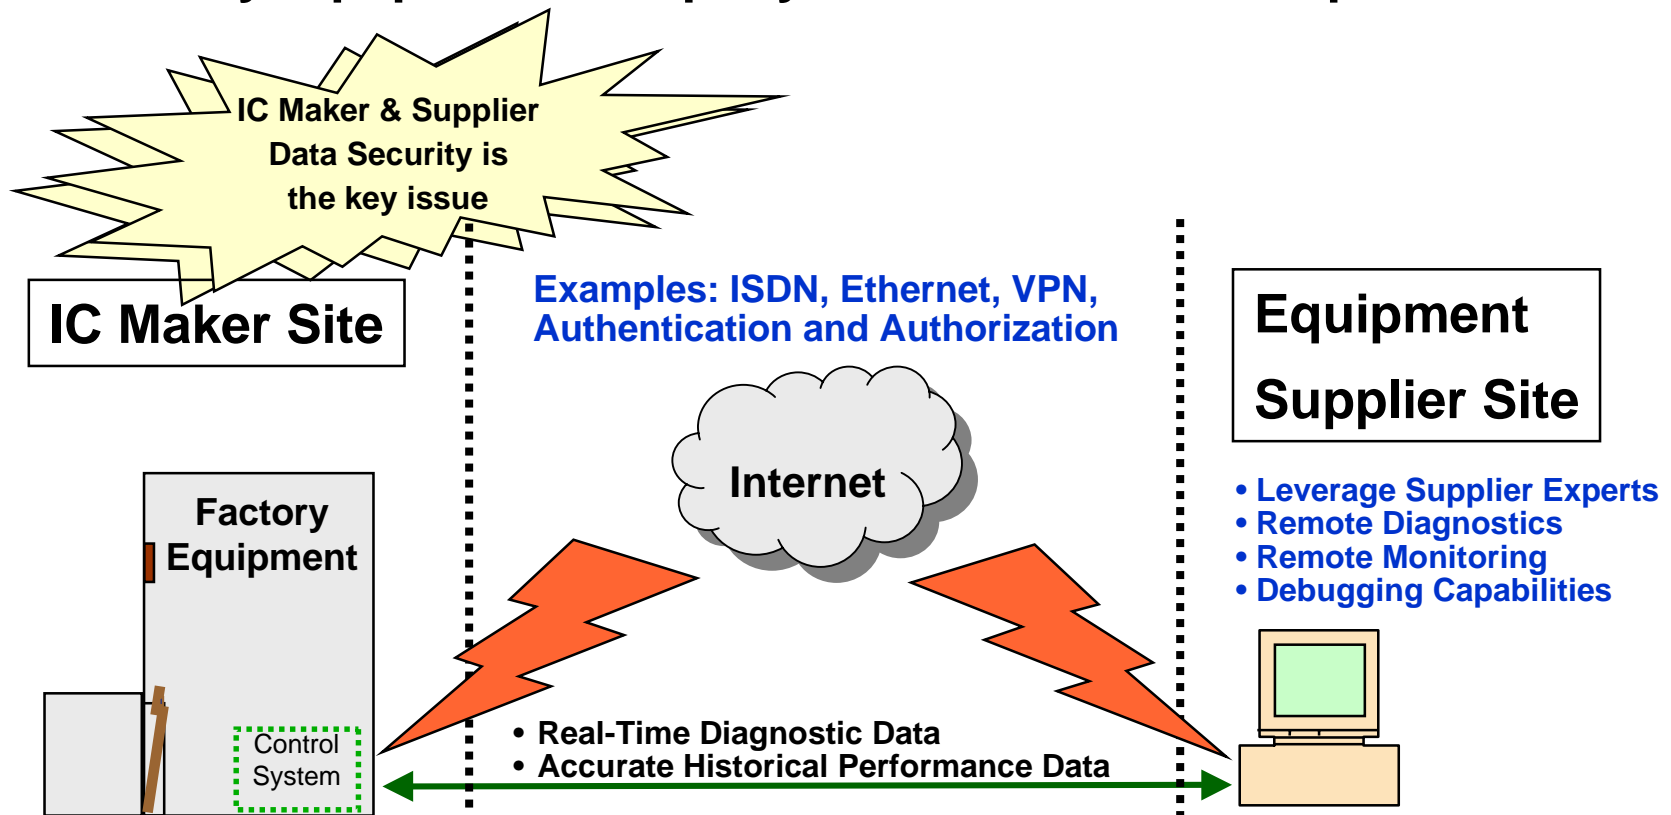 IC Maker & Supplier
Data Security is
the key issue
IC Maker Site
Examples: ISDN, Ethernet, VPN,
Authentication and Authorization
Equipment
Supplier Site
Internet
• Leverage Supplier Experts
• Remote Diagnostics
• Remote Monitoring
• Debugging Capabilities
Factory
Equipment
Control
System
• Real-Time Diagnostic Data
• Accurate Historical Performance Data